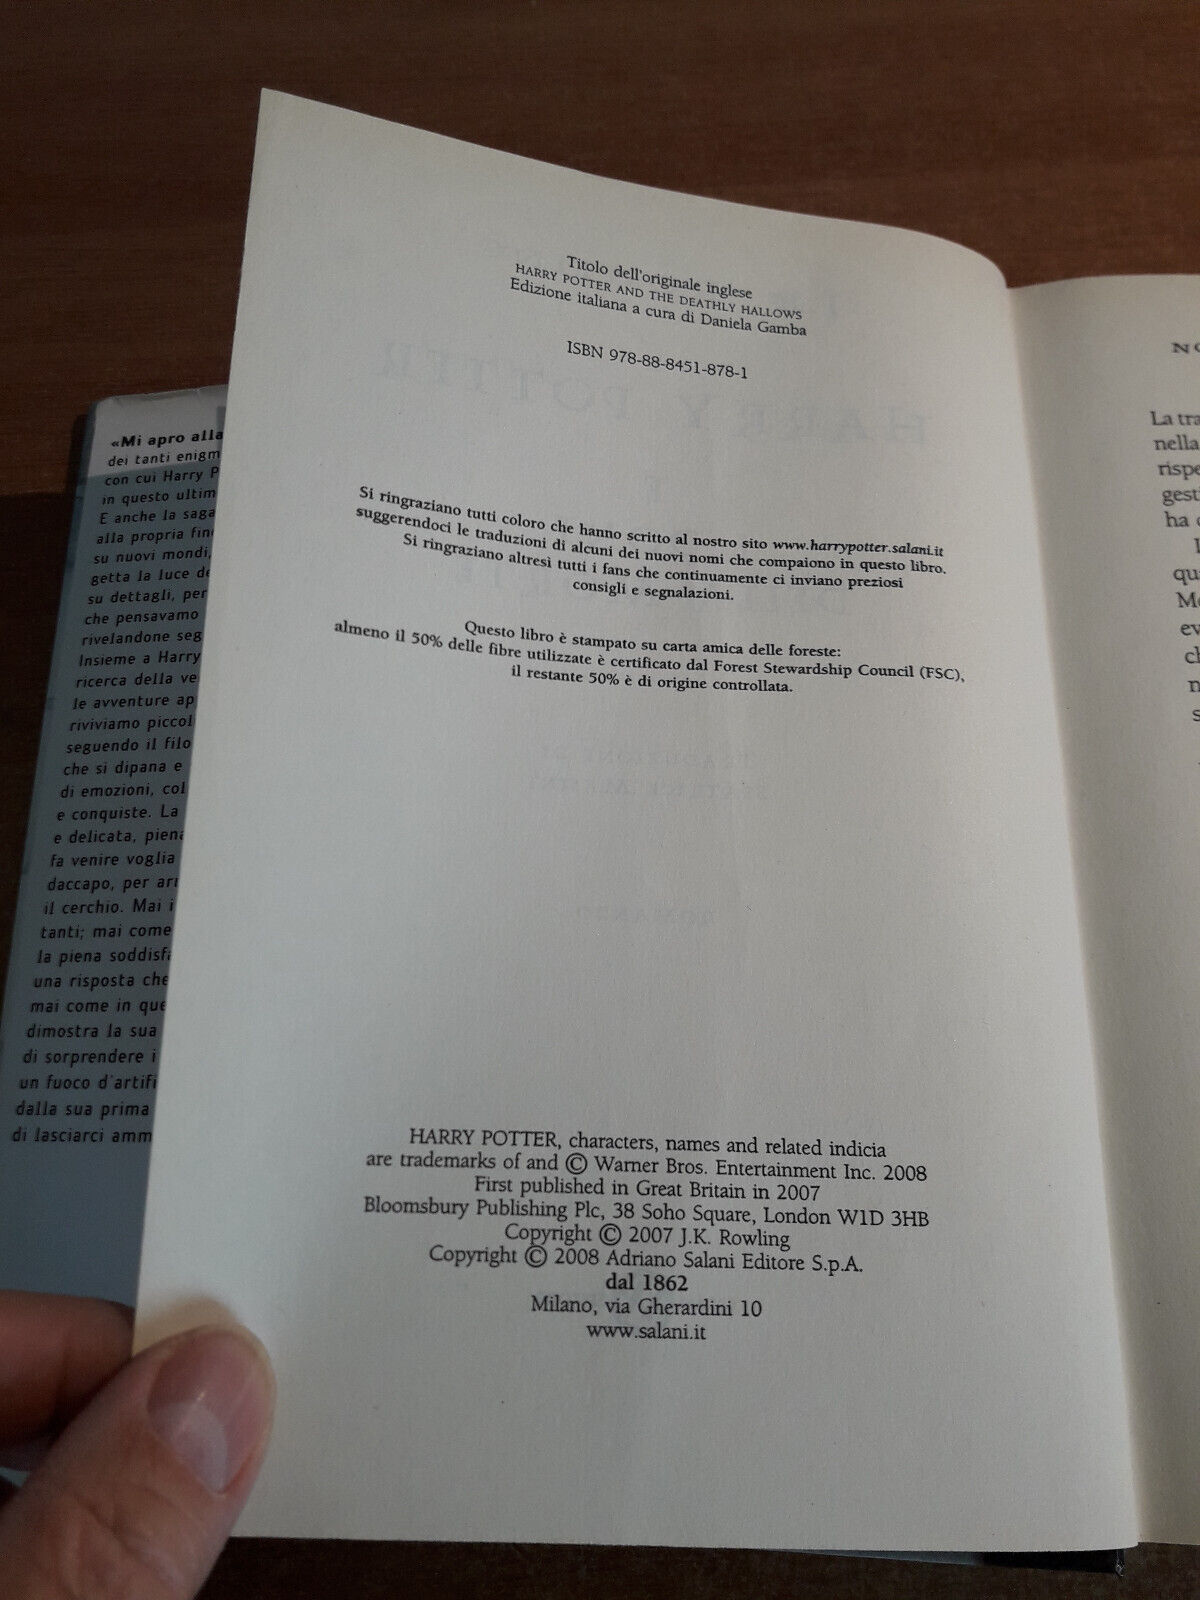 Titolo dell'originale inglese
HARRY POTTER AND THE DEATHLY HALLOWS
Edizione italiana a cura di Daniela Gamba
ISBN 978-88-8451-878-1
Si ringraziano tutti coloro che hanno scritto al nostro sito www.harrypotter.salani.it
suggerendoci le traduzioni di alcuni dei nuovi nomi che compaiono in questo libro.
Si ringraziano altresì tutti i fans che continuamente ci inviano preziosi
consigli e segnalazioni.
Questo libro è stampato su carta amica delle foreste:
almeno il 50% delle fibre utilizzate è certificato dal Forest Stewardship Council (FSC),
il restante 50% è di origine controllata.
HARRY POTTER, characters, names and related indicia
are trademarks of and © Warner Bros. Entertainment Inc. 2008
First published in Great Britain in 2007
Bloomsbury Publishing Plc, 38 Soho Square, London W1D 3HB
Copyright © 2007 J.K. Rowling
Copyright © 2008 Adriano Salani Editore S.p.A.
dal 1862
Milano, via Gherardini 10
www.salani.it
«Mi apro alla
dei tanti enigm
con cui Harry P
in questo ultim
E anche la saga
alla propria fin
su nuovi mondi,
getta la luce de
su dettagli, per
che pensavamo
rivelandone seg
Insieme a Harry
ricerca della ve
le avventure ap
riviviamo piccol
seguendo il filo
che si dipana e
di emozioni, col
e conquiste. La
e delicata, piena
fa venire voglia
daccapo, per arr
il cerchio. Mai i
tanti; mai come
la piena soddisfa
una risposta che
mai come in que
dimostra la sua
di sorprendere i
un fuoco d'artifi
dalla sua prima
di lasciarci amm
La tra
nella
rispe
gesti
ha
qua
ev